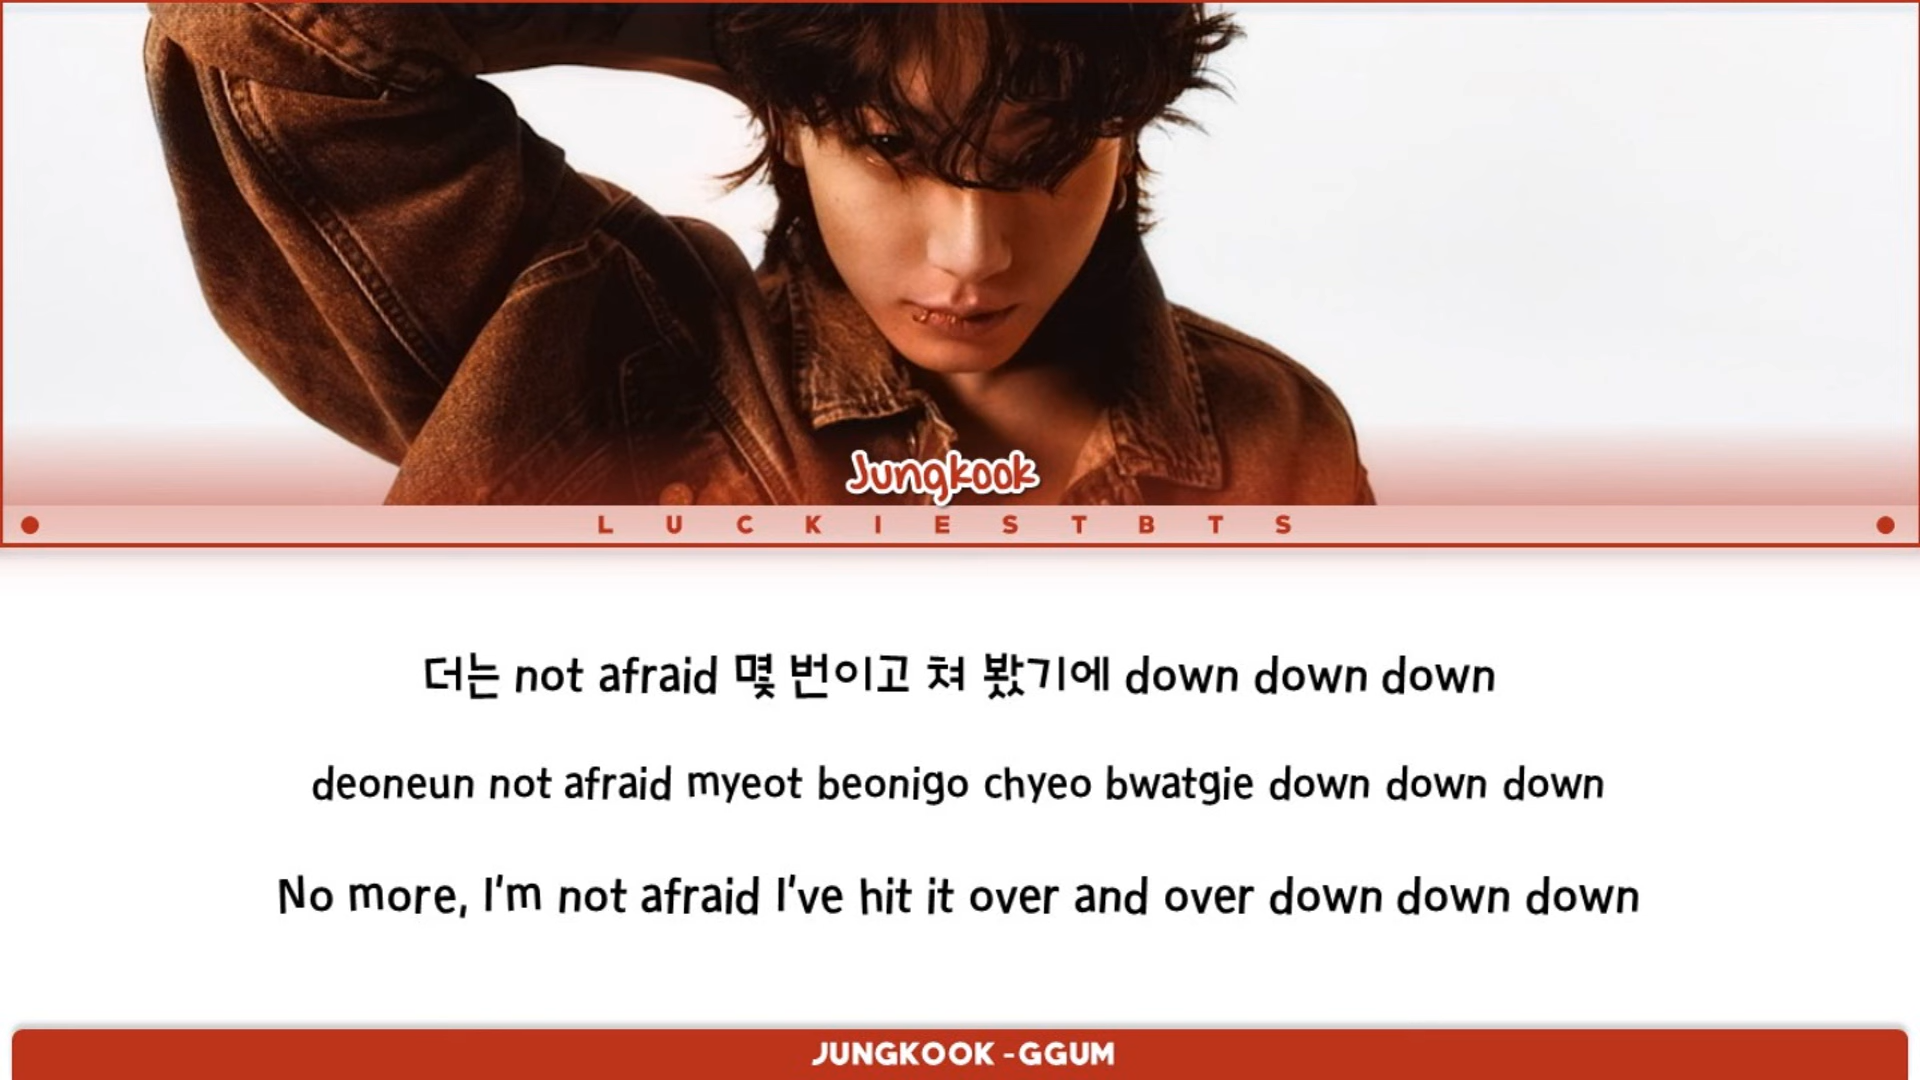 Jungkook
LUCKIESTBTS
더는 not afraid 몇 번이고 쳐 봤기에 down down down
deoneun not afraid myeot beonigo chyeo bwatgie down down down
No more, I'm not afraid I've hit it over and over down down down
JUNGKOOK - GGUM